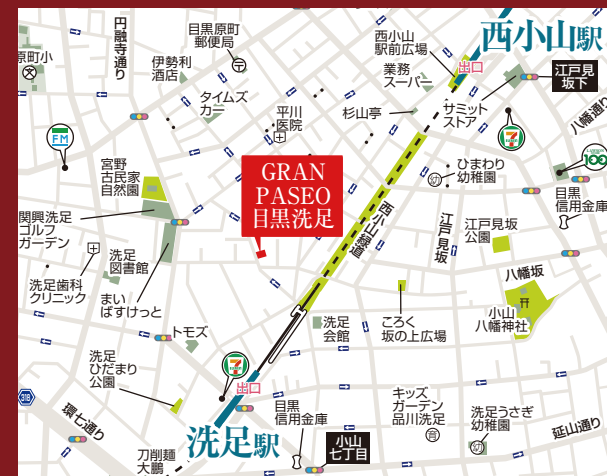 円融寺通り
目黒原町
郵便局
原町小
文
伊勢利
酒店
タイムズ
カー
平川
医院
西小山
駅前広場
西小山駅
出口
業務
スーパー
江戸見
坂下
サミット
ストア
杉山亭
八幡通り
FM
宮野
古民家
自然園
GRAN
PASEO
目黒洗足
西小山緑道
ひまわり
幼稚園
幼
100
目黒
信用金庫
関興洗足
ゴルフ
ガーデン
洗足
図書館
洗足歯科
クリニック
まい
ばすけっと
江戸見坂
江戸見坂
公園
八幡坂
小山
八幡神社
トモズ
洗足
会館
ころく
坂の上広場
洗足
ひだまり
公園
出口
318
環七通り
洗足駅
目黒
信用金庫
小山
七丁目
キッズ
ガーデン
品川洗足
育
洗足うさぎ
幼稚園
幼
延山通り
刀削麺
大鵬